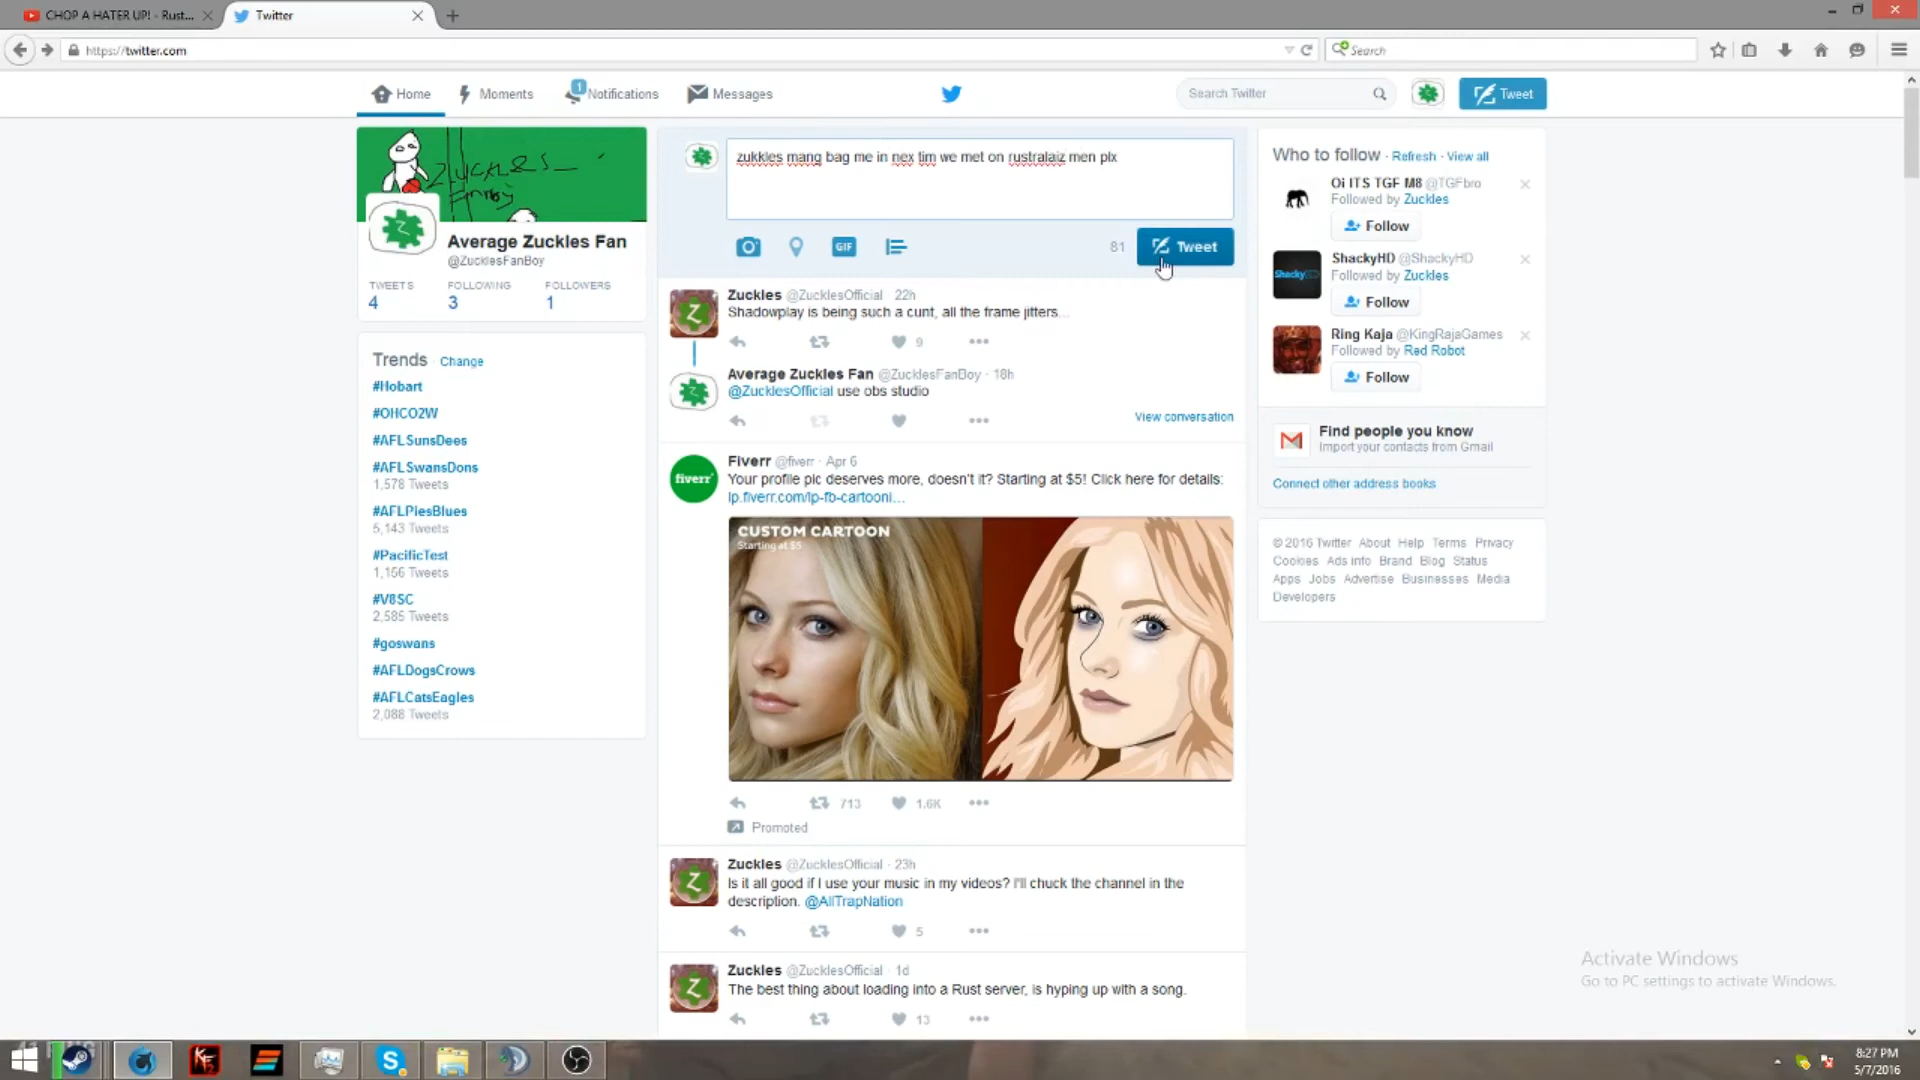 CHOP A HATER UP! - Rust...
Twitter
https://twitter.com
Search
Home
Moments
1
Notifications
Messages
Search Twitter
Tweet
ZUCKLES_
Fanboy
Average Zuckles Fan
@ZucklesFanBoy
TWEETS FOLLOWING FOLLOWERS
4 3 1
Trends · Change
#Hobart
#OHCO2W
#AFLSunsDees
#AFLSwansDons
1,578 Tweets
#AFLPiesBlues
5,143 Tweets
#PacificTest
1,156 Tweets
#V8SC
2,585 Tweets
#goswans
#AFLDogsCrows
#AFLCatsEagles
2,088 Tweets
zukkles mang bag me in nex tim we met on rustralaiz men plx
GIF
81
Tweet
Zuckles @ZucklesOfficial · 22h
Shadowplay is being such a cunt, all the frame jitters...
9
Average Zuckles Fan @ZucklesFanBoy · 18h
@ZucklesOfficial use obs studio
View conversation
fiverr
Fiverr @fiverr · Apr 6
Your profile pic deserves more, doesn't it? Starting at $5! Click here for details:
lp.fiverr.com/lp-fb-cartooni...
CUSTOM CARTOON
Starting at $5
713 1.6K
Promoted
Zuckles @ZucklesOfficial · 23h
Is it all good if I use your music in my videos? I'll chuck the channel in the
description. @AllTrapNation
5
Zuckles @ZucklesOfficial · 1d
The best thing about loading into a Rust server, is hyping up with a song.
13
Who to follow · Refresh · View all
Oi ITS TGF M8 @TGFbro
Followed by Zuckles
Follow
Shacky
ShackyHD @ShackyHD
Followed by Zuckles
Follow
Ring Kaja @KingRajaGames
Followed by Red Robot
Follow
Find people you know
Import your contacts from Gmail
Connect other address books
© 2016 Twitter About Help Terms Privacy
Cookies Ads info Brand Blog Status
Apps Jobs Advertise Businesses Media
Developers
Activate Windows
Go to PC settings to activate Windows.
8:27 PM
5/7/2016